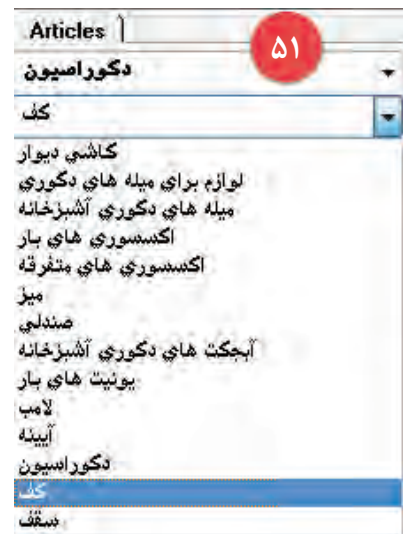 Articles
۵۱
دکوراسیون
کف
کاشی دیوار
لوازم برای میله های دکوری
میله های دکوری آشپزخانه
اکسسوری های بار
اکسسوری های متفرقه
میز
صندلی
آبجکت های دکوری آشپزخانه
یونیت های بار
لامپ
آیینه
دکوراسیون
کف
سقف